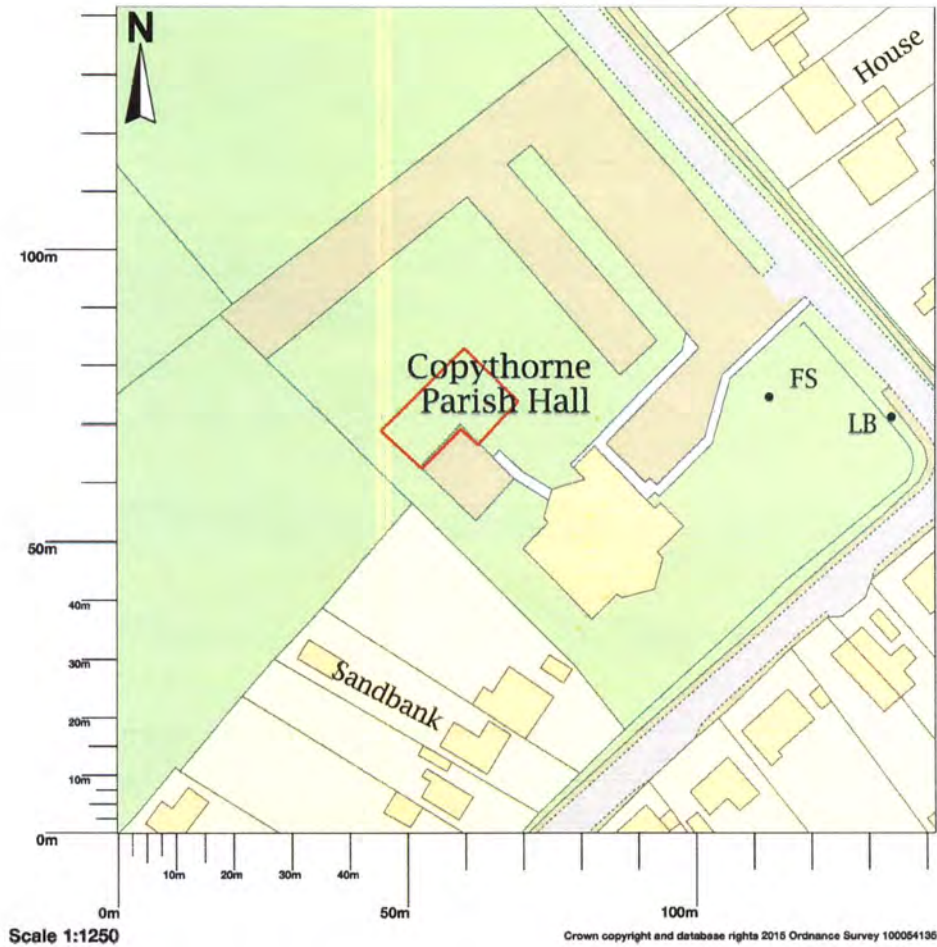 N
House
100m
Copythorne
Parish Hall
FS
LB
50m
40m
30m
Sandbank
20m
10m
0m
10m
20m
30m
40m
0m
50m
100m
Scale 1:1250
Crown copyright and database rights 2015 Ordnance Survey 100054136